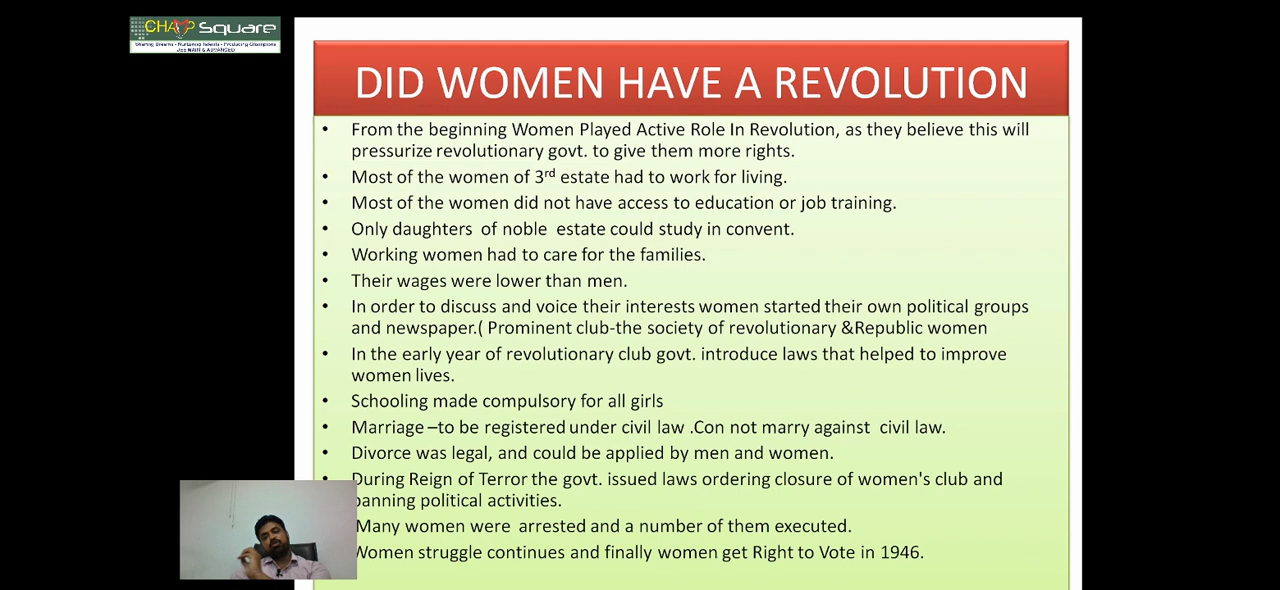 CHAMP Square
Sharing Dreams - Nurturing Talents - Producing Champions
JEE MAIN & ADVANCED
DID WOMEN HAVE A REVOLUTION
• From the beginning Women Played Active Role In Revolution, as they believe this will
pressurize revolutionary govt. to give them more rights.
• Most of the women of 3rd estate had to work for living.
• Most of the women did not have access to education or job training.
• Only daughters of noble estate could study in convent.
• Working women had to care for the families.
• Their wages were lower than men.
• In order to discuss and voice their interests women started their own political groups
and newspaper.( Prominent club-the society of revolutionary &Republic women
• In the early year of revolutionary club govt. introduce laws that helped to improve
women lives.
• Schooling made compulsory for all girls
• Marriage –to be registered under civil law .Con not marry against civil law.
• Divorce was legal, and could be applied by men and women.
• During Reign of Terror the govt. issued laws ordering closure of women's club and
banning political activities.
Many women were arrested and a number of them executed.
Women struggle continues and finally women get Right to Vote in 1946.